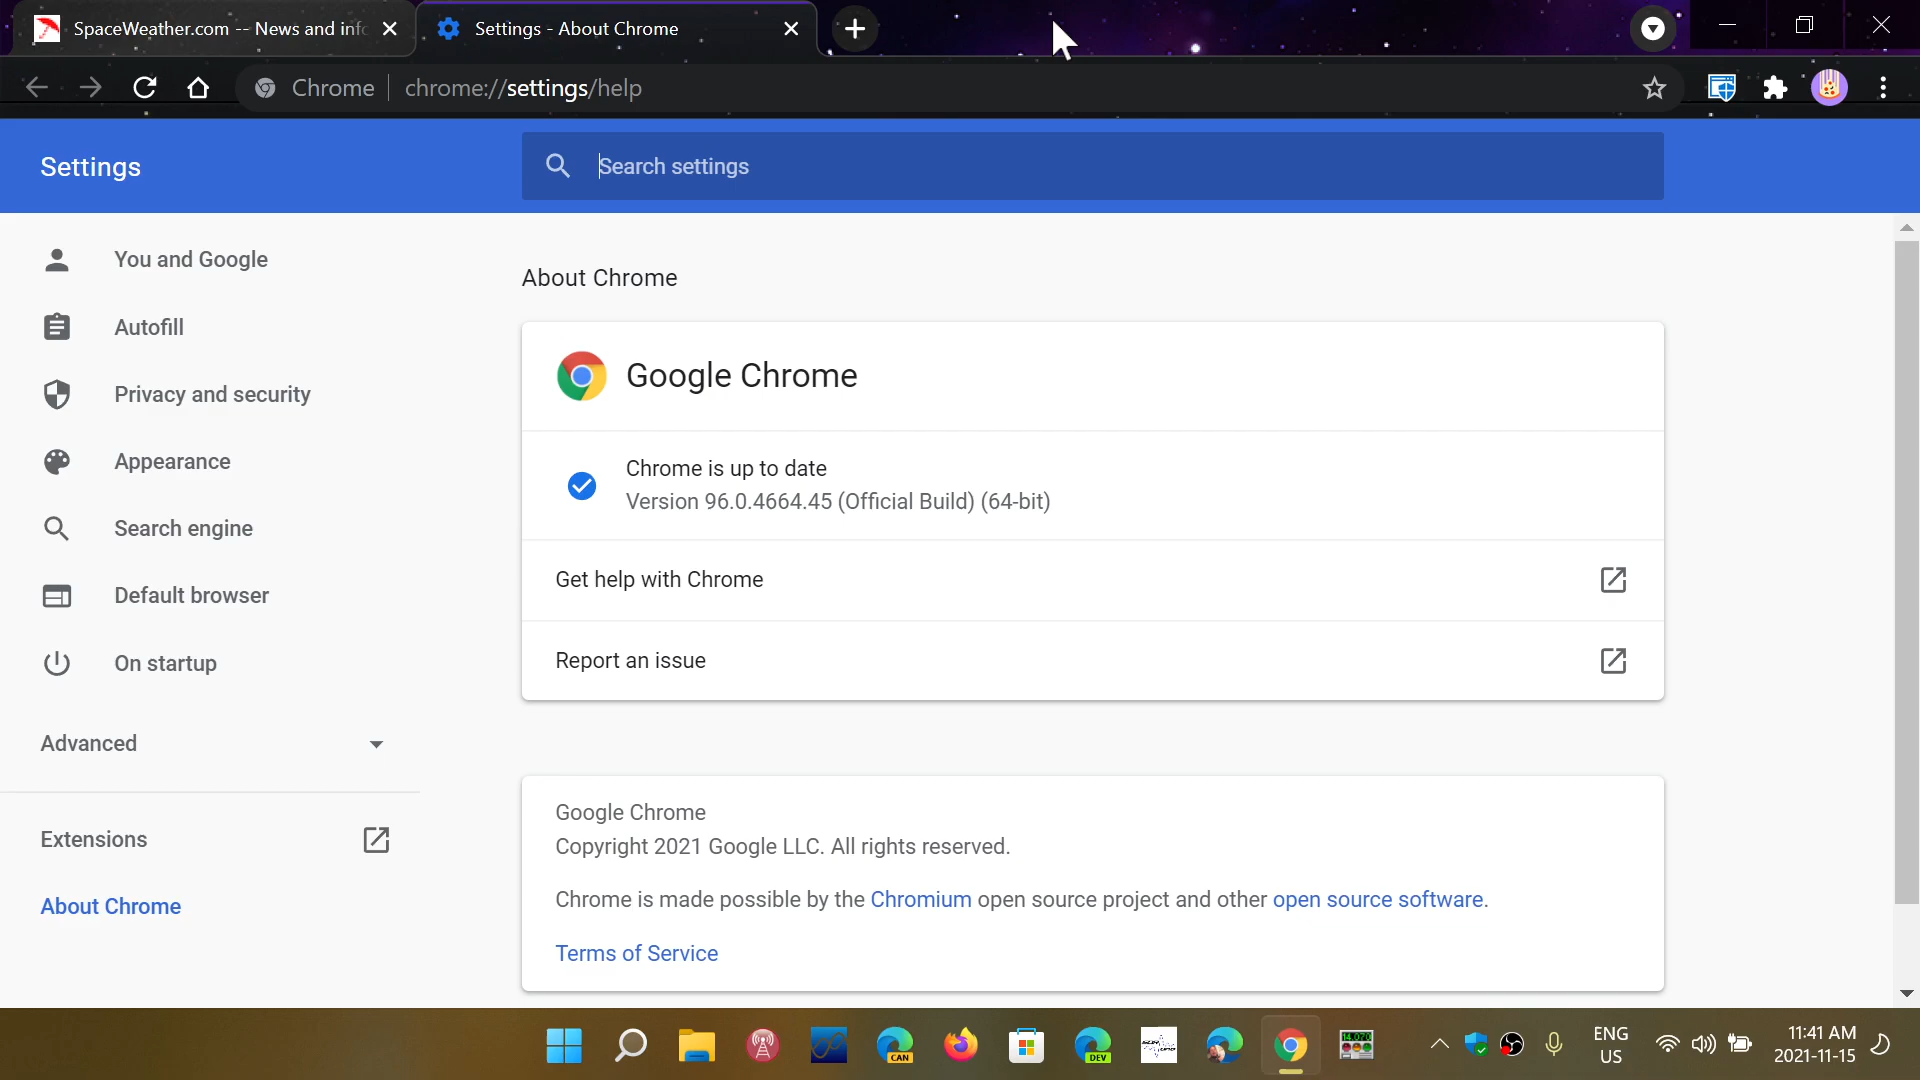 SpaceWeather.com -- News and inf
Settings - About Chrome
Chrome
chrome://settings/help
Settings
Search settings
You and Google
Autofill
Privacy and security
Appearance
Search engine
Default browser
On startup
Advanced
Extensions
About Chrome
About Chrome
Google Chrome
Chrome is up to date
Version 96.0.4664.45 (Official Build) (64-bit)
Get help with Chrome
Report an issue
Google Chrome
Copyright 2021 Google LLC. All rights reserved.
Chrome is made possible by the Chromium open source project and other open source software.
Terms of Service
CAN
DEV
ENG
US
11:41 AM
2021-11-15